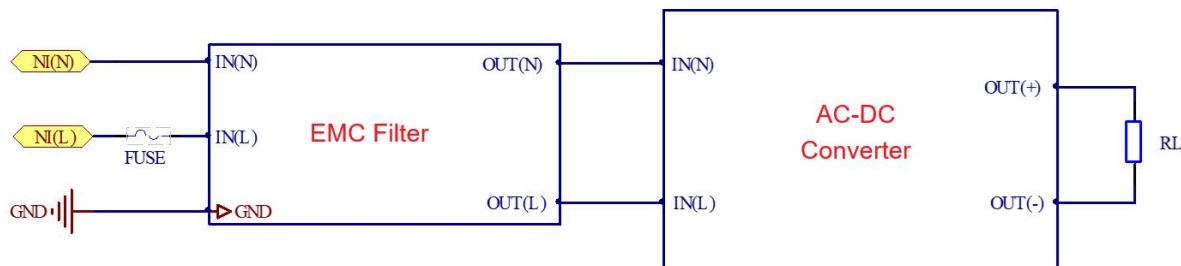 NI(N)
IN(N)
OUT(N)
IN(N)
OUT(+)
NI(L)
FUSE
IN(L)
EMC Filter
AC-DC
Converter
RL
GND
GND
OUT(L)
IN(L)
OUT(-)